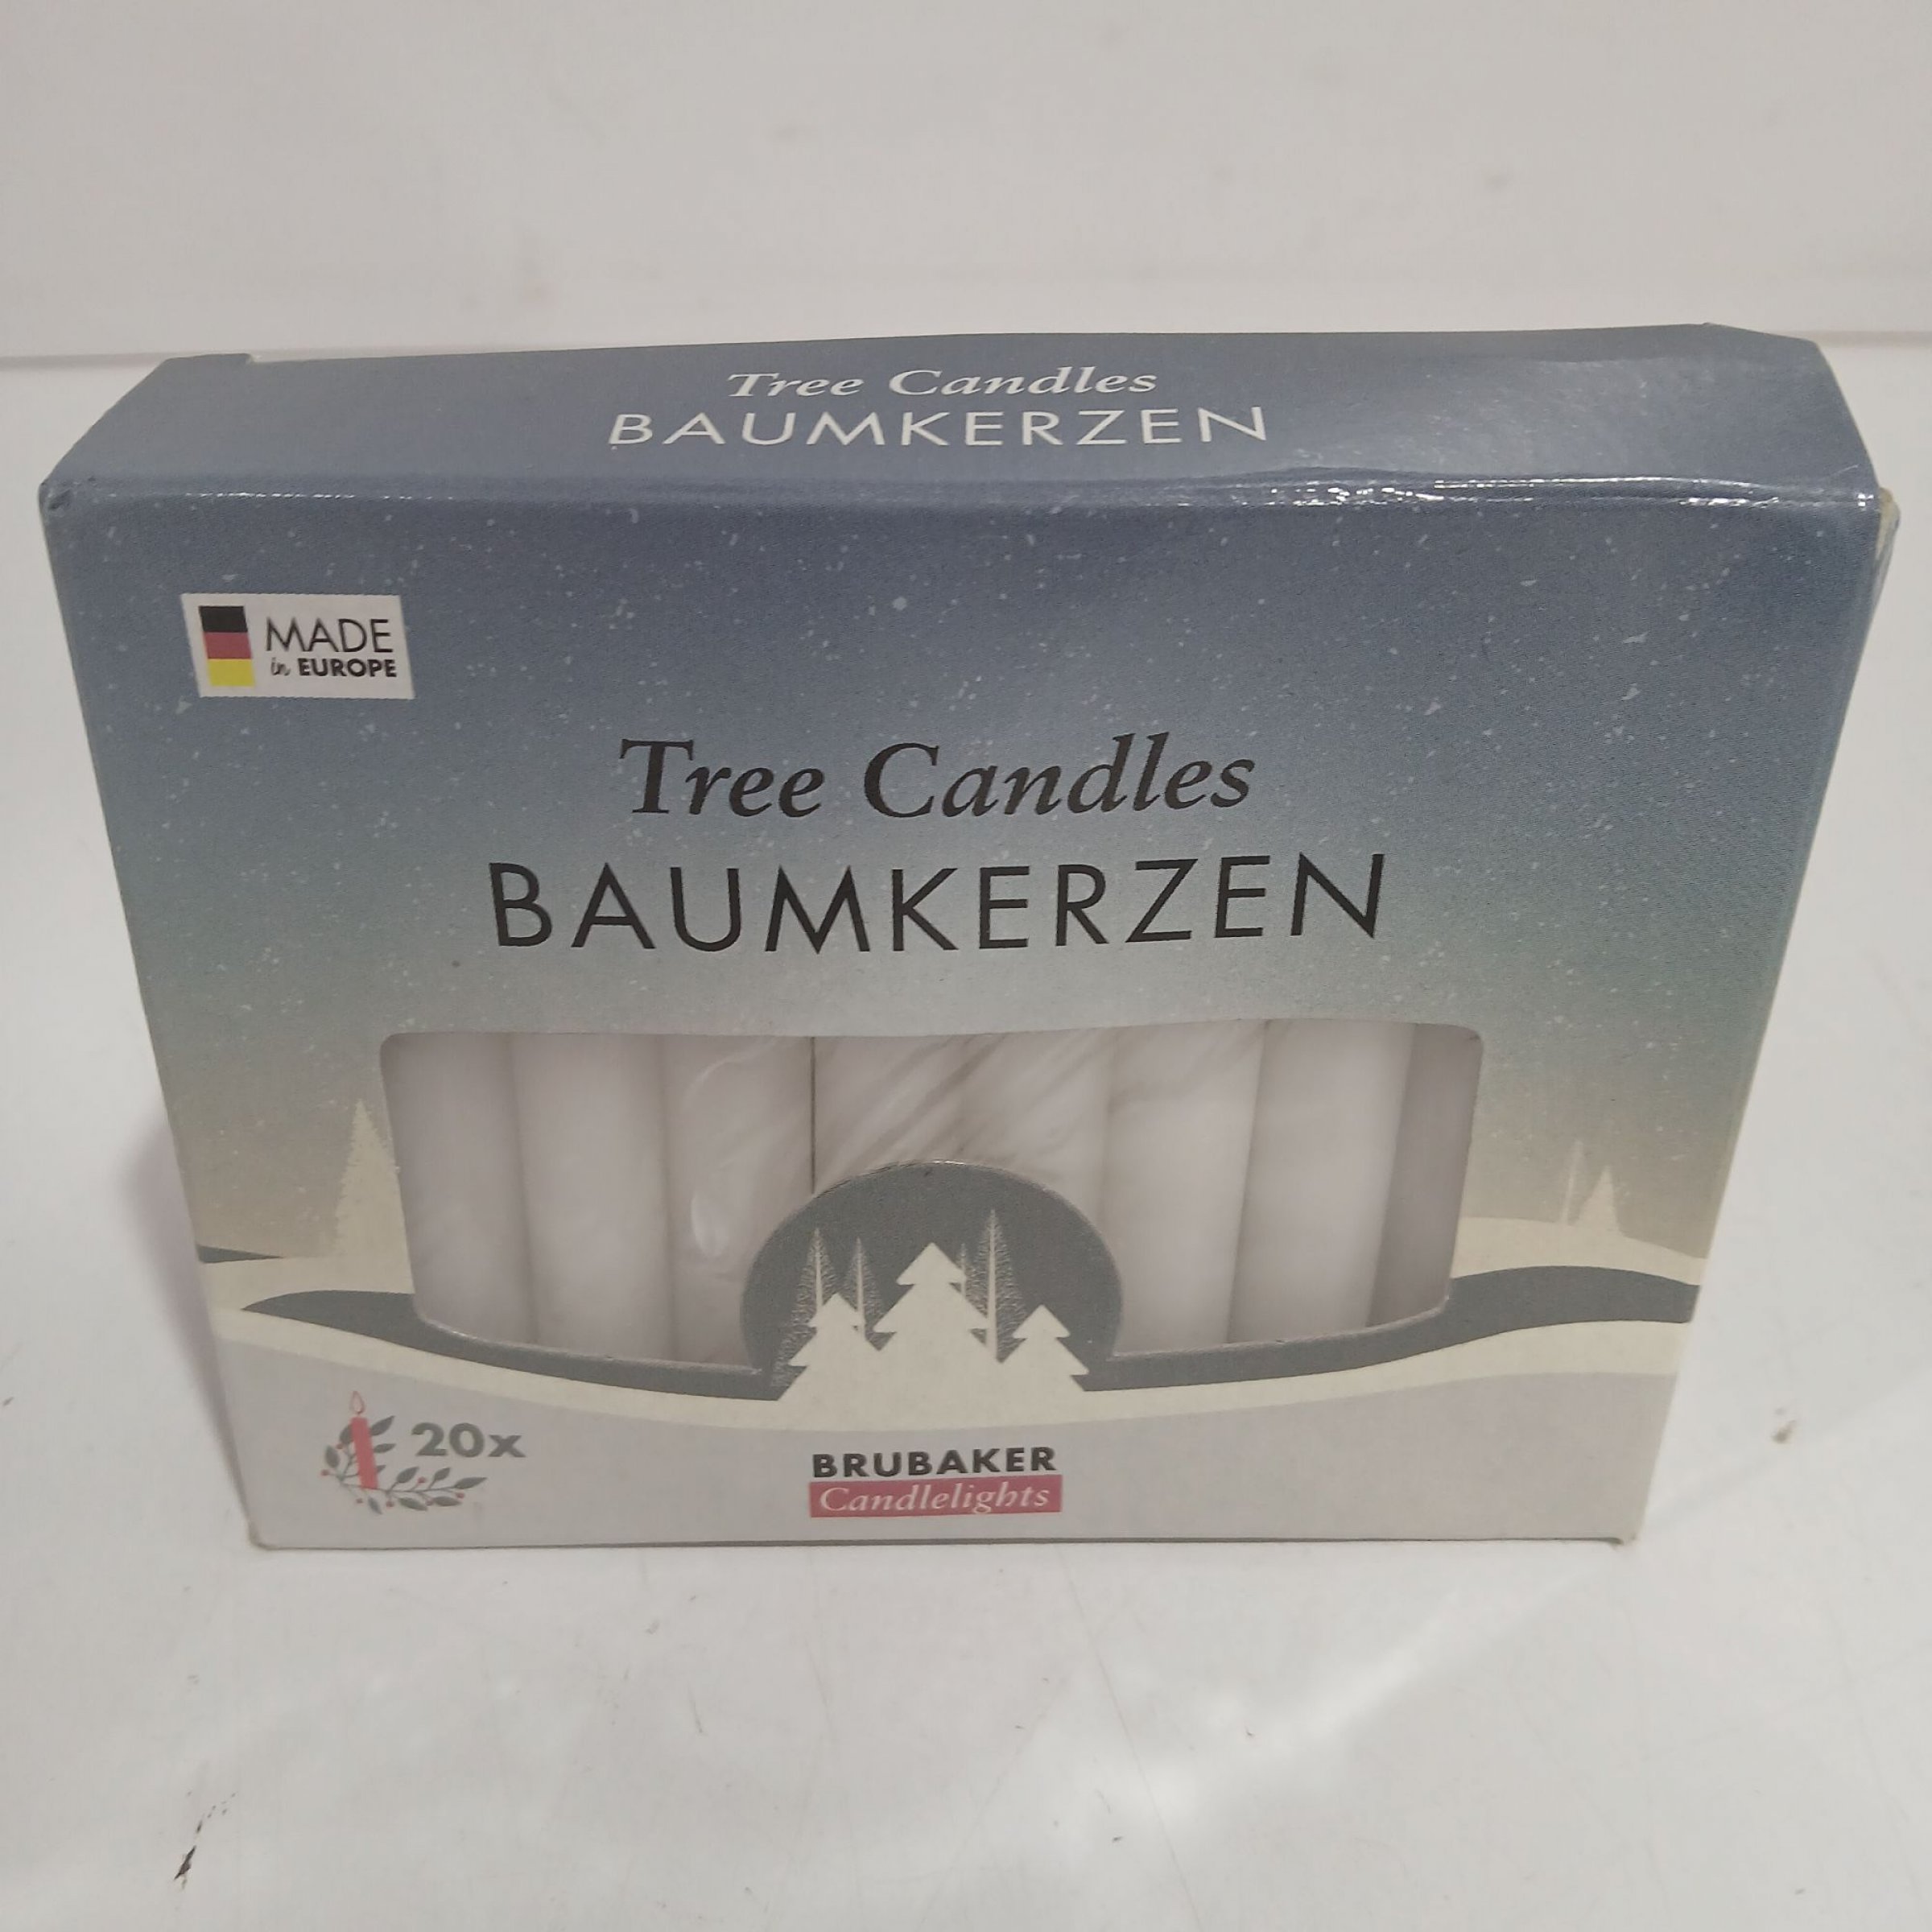 Tree Candles
BAUMKERZEN
MADE
in EUROPE
Tree Candles
BAUMKERZEN
20x
BRUBAKER
Candlelights